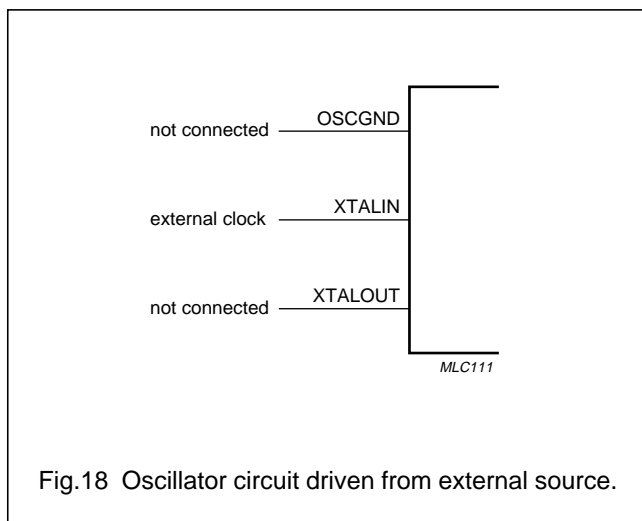 OSCGND
not connected
XTALIN
external clock
XTALOUT
not connected
MLC111
Fig.18 Oscillator circuit driven from external source.